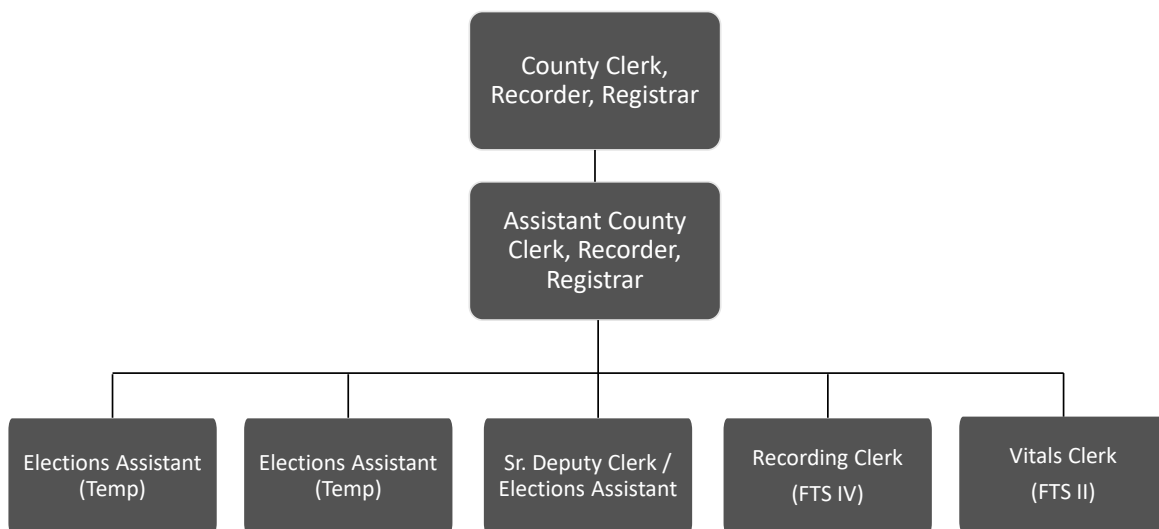 County Clerk,
Recorder, Registrar
Assistant County
Clerk, Recorder,
Registrar
Elections Assistant
(Temp)
Elections Assistant
(Temp)
Sr. Deputy Clerk /
Elections Assistant
Recording Clerk
(FTS IV)
Vitals Clerk
(FTS II)